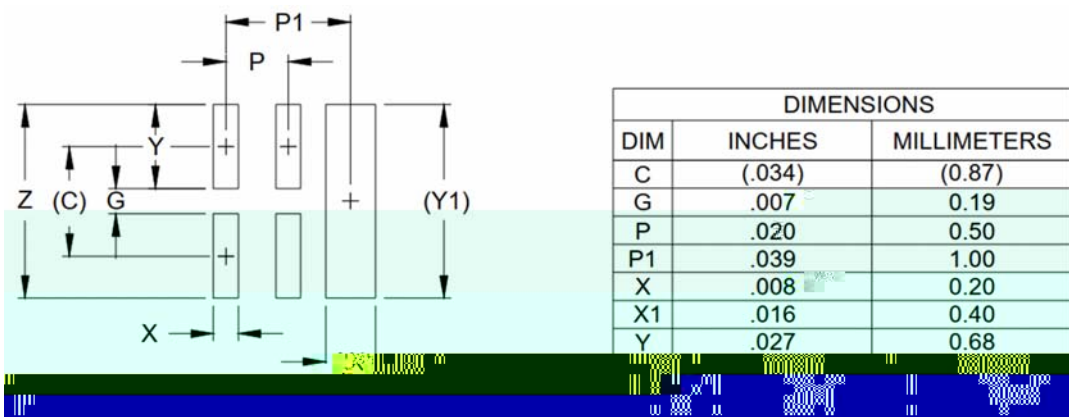 P1
P
Y
Z (C) G (Y1)
X
DIMENSIONS
DIM INCHES MILLIMETERS
C (.034) (0.87)
G .007 0.19
P .020 0.50
P1 .039 1.00
X .008 0.20
X1 .016 0.40
Y .027 0.68